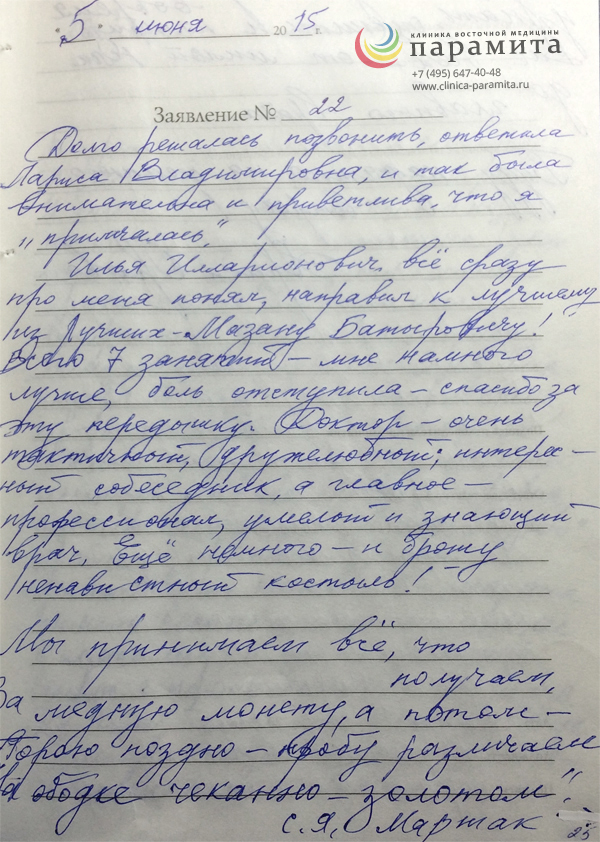 5 июня 2015 г.
КЛИНИКА ВОСТОЧНОЙ МЕДИЦИНЫ
ПАРАМИТА
+7 (495) 647-40-48
www.clinica-paramita.ru
Заявление № 22
Долго решалась позвонить, ответила
Лариса Владимировна, и так была
внимательна и приветлива, что я
„примчалась".
Илья Илларионович всё сразу
про меня понял, направил к лучшему
из Лучших - Мазану Батыровичу!
Всего 7 занятий - мне намного
лучше, боль отступила - спасибо за
эту передышку. Доктор - очень
тактичный, дружелюбный; интерес-
ный собеседник, а главное -
профессионал, умелый и знающий
врач. Ещё немного - и брошу
ненавистный костыль!
Мы принимаем всё, что
получаем,
За медную монету, а потом -
Порою поздно - пробу различаем
На ободке чеканно - золотом".
С. Я. Маршак
25